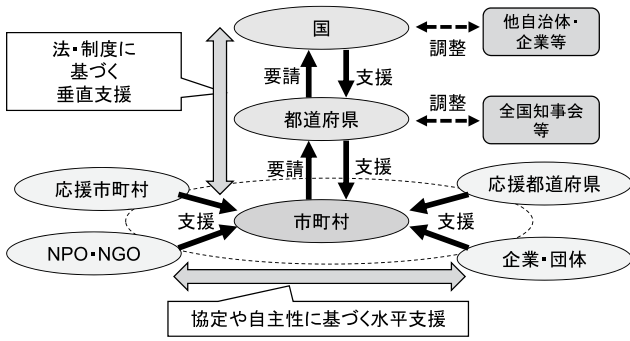 国
他自治体・
企業等
調整
法・制度に
基づく
垂直支援
要請
支援
都道府県
調整
全国知事会
等
要請
支援
応援市町村
応援都道府県
支援
市町村
支援
NPO・NGO
企業・団体
協定や自主性に基づく水平支援